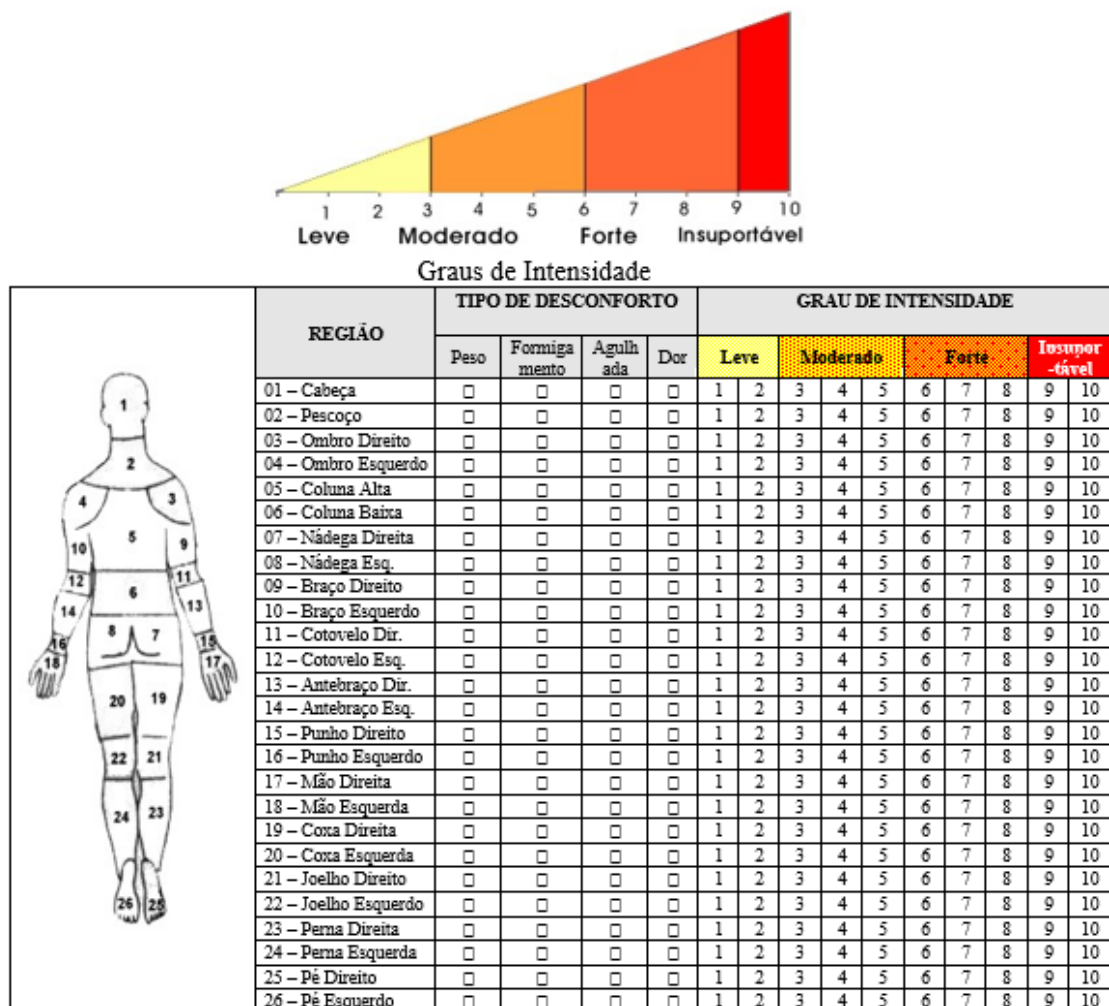 1 2 3 4 5 6 7 8 9 10
Leve Moderado Forte Insuportável
Graus de Intensidade
REGIÃO TIPO DE DESCONFORTO GRAU DE INTENSIDADE
Peso Formiga mento Agulh ada Dor Leve Moderado Forte Insupor -tável
01 – Cabeça □ □ □ □ 1 2 3 4 5 6 7 8 9 10
02 – Pescoço □ □ □ □ 1 2 3 4 5 6 7 8 9 10
03 – Ombro Direito □ □ □ □ 1 2 3 4 5 6 7 8 9 10
04 – Ombro Esquerdo □ □ □ □ 1 2 3 4 5 6 7 8 9 10
05 – Coluna Alta □ □ □ □ 1 2 3 4 5 6 7 8 9 10
06 – Coluna Baixa □ □ □ □ 1 2 3 4 5 6 7 8 9 10
07 – Nádega Direita □ □ □ □ 1 2 3 4 5 6 7 8 9 10
08 – Nádega Esq. □ □ □ □ 1 2 3 4 5 6 7 8 9 10
09 – Braço Direito □ □ □ □ 1 2 3 4 5 6 7 8 9 10
10 – Braço Esquerdo □ □ □ □ 1 2 3 4 5 6 7 8 9 10
11 – Cotovelo Dir. □ □ □ □ 1 2 3 4 5 6 7 8 9 10
12 – Cotovelo Esq. □ □ □ □ 1 2 3 4 5 6 7 8 9 10
13 – Antebraço Dir. □ □ □ □ 1 2 3 4 5 6 7 8 9 10
14 – Antebraço Esq. □ □ □ □ 1 2 3 4 5 6 7 8 9 10
15 – Punho Direito □ □ □ □ 1 2 3 4 5 6 7 8 9 10
16 – Punho Esquerdo □ □ □ □ 1 2 3 4 5 6 7 8 9 10
17 – Mão Direita □ □ □ □ 1 2 3 4 5 6 7 8 9 10
18 – Mão Esquerda □ □ □ □ 1 2 3 4 5 6 7 8 9 10
19 – Coxa Direita □ □ □ □ 1 2 3 4 5 6 7 8 9 10
20 – Coxa Esquerda □ □ □ □ 1 2 3 4 5 6 7 8 9 10
21 – Joelho Direito □ □ □ □ 1 2 3 4 5 6 7 8 9 10
22 – Joelho Esquerdo □ □ □ □ 1 2 3 4 5 6 7 8 9 10
23 – Perna Direita □ □ □ □ 1 2 3 4 5 6 7 8 9 10
24 – Perna Esquerda □ □ □ □ 1 2 3 4 5 6 7 8 9 10
25 – Pé Direito □ □ □ □ 1 2 3 4 5 6 7 8 9 10
26 – Pé Esquerdo □ □ □ □ 1 2 3 4 5 6 7 8 9 10
1
2
4 3
5
10 9
12 11
6
14 13
8 7
16 15
18 17
20 19
22 21
24 23
26 25